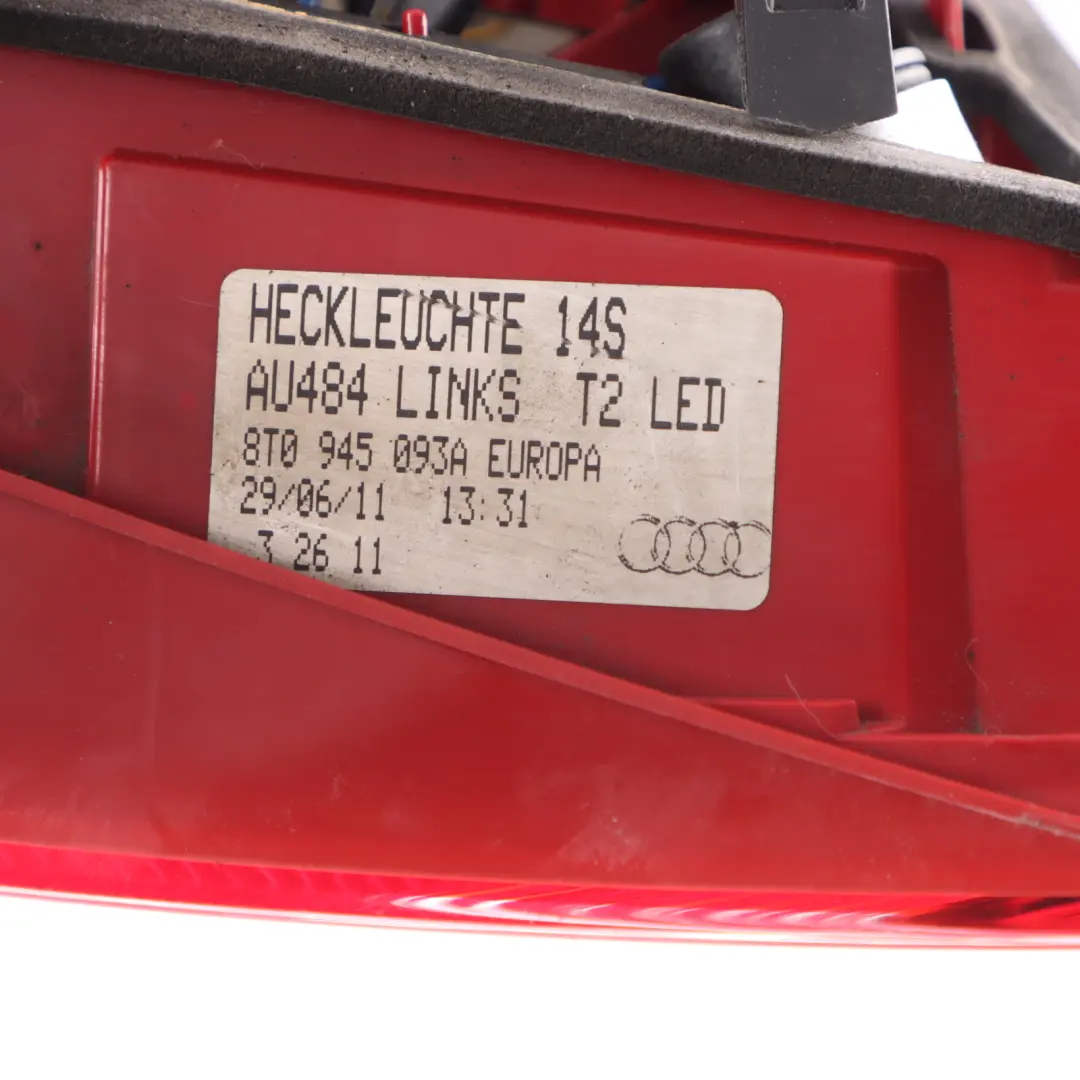 HECKLEUCHTE 14S
AU484 LINKS T2 LED
8T0 945 093A EUROPA
29/06/11 13:31
3 26 11